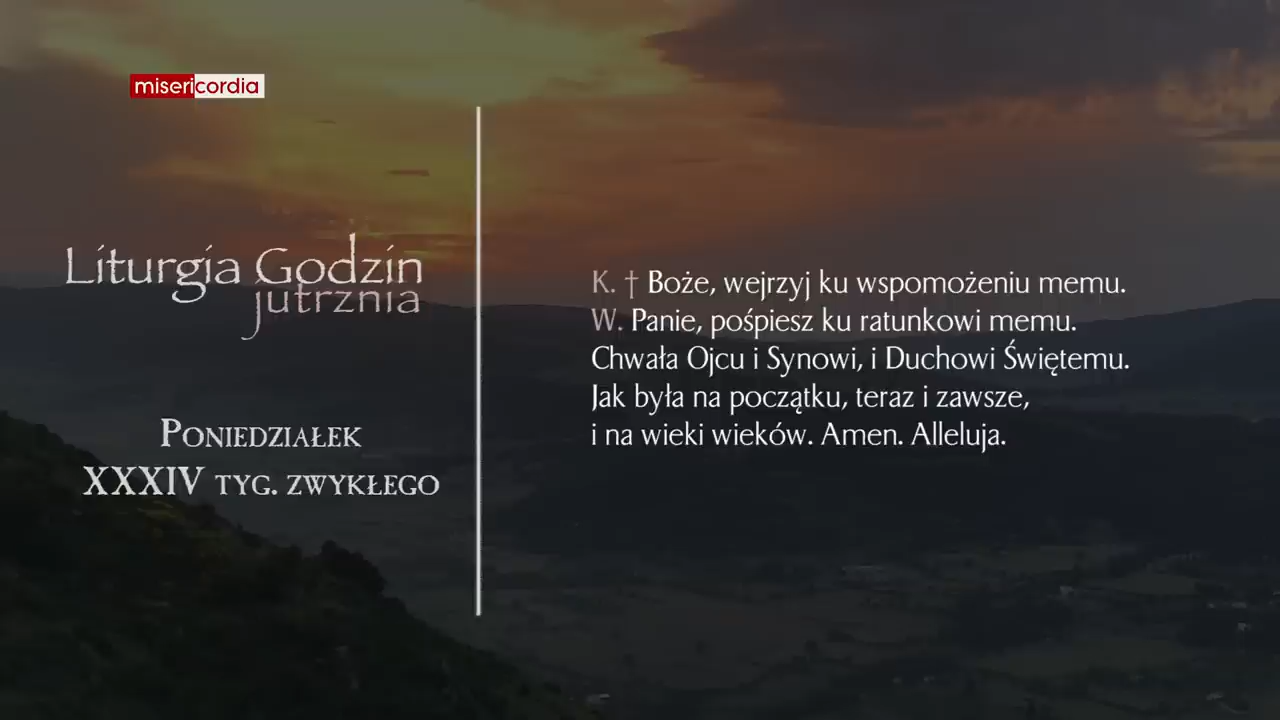 misericordia
Liturgia Godzin
jutrznia
Poniedziałek
XXXIV tyg. zwykłego
K. † Boże, wejrzyj ku wspomożeniu memu.
W. Panie, pośpiesz ku ratunkowi memu.
Chwała Ojcu i Synowi, i Duchowi Świętemu.
Jak była na początku, teraz i zawsze,
i na wieki wieków. Amen. Alleluja.